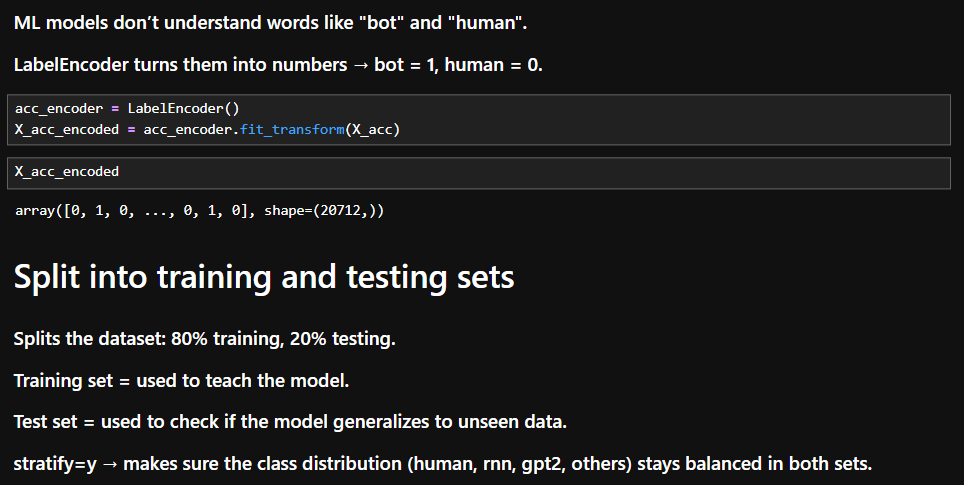 ML models don’t understand words like "bot" and "human".
LabelEncoder turns them into numbers → bot = 1, human = 0.
acc_encoder = LabelEncoder()
X_acc_encoded = acc_encoder.fit_transform(X_acc)
X_acc_encoded
array([0, 1, 0, ..., 0, 1, 0], shape=(20712,))
Split into training and testing sets
Splits the dataset: 80% training, 20% testing.
Training set = used to teach the model.
Test set = used to check if the model generalizes to unseen data.
stratify=y → makes sure the class distribution (human, rnn, gpt2, others) stays balanced in both sets.